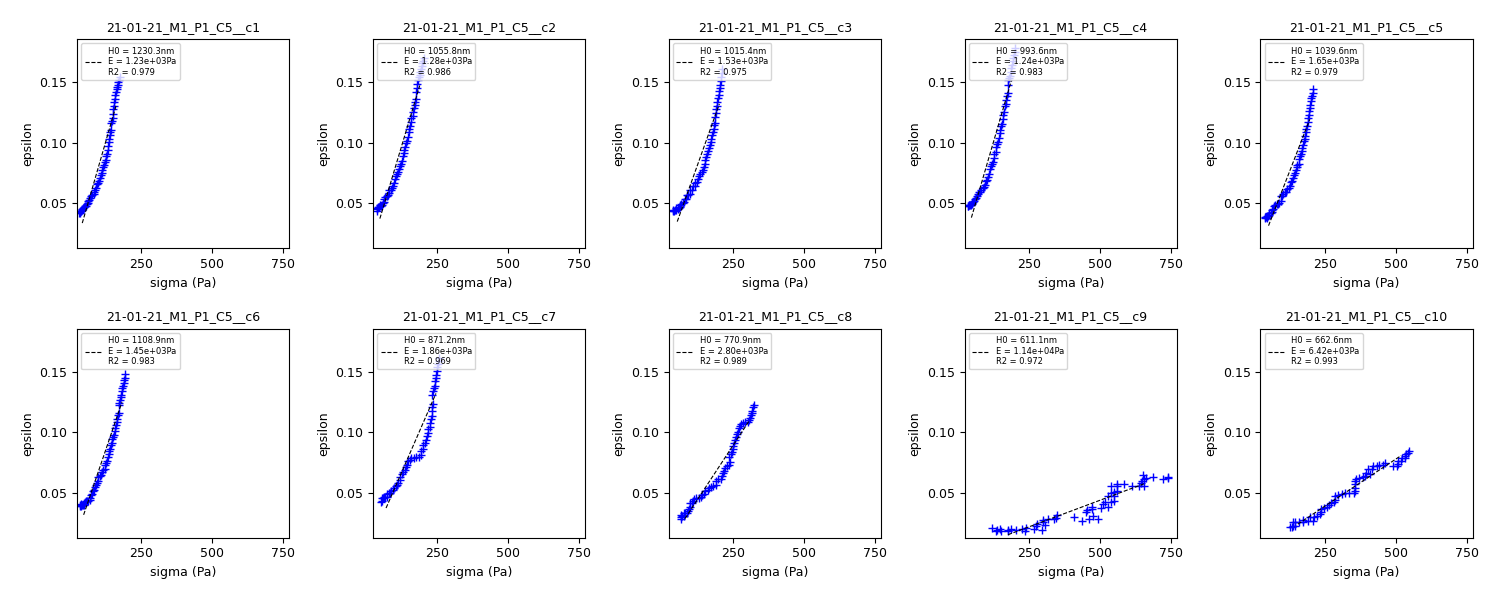 21-01-21_M1_P1_C5__c1
H0 = 1230.3nm
E = 1.23e+03Pa
R2 = 0.979
epsilon
0.15
0.10
0.05
250
500
750
sigma (Pa)
21-01-21_M1_P1_C5__c2
H0 = 1055.8nm
E = 1.28e+03Pa
R2 = 0.986
epsilon
0.15
0.10
0.05
250
500
750
sigma (Pa)
21-01-21_M1_P1_C5__c3
H0 = 1015.4nm
E = 1.53e+03Pa
R2 = 0.975
epsilon
0.15
0.10
0.05
250
500
750
sigma (Pa)
21-01-21_M1_P1_C5__c4
H0 = 993.6nm
E = 1.24e+03Pa
R2 = 0.983
epsilon
0.15
0.10
0.05
250
500
750
sigma (Pa)
21-01-21_M1_P1_C5__c5
H0 = 1039.6nm
E = 1.65e+03Pa
R2 = 0.979
epsilon
0.15
0.10
0.05
250
500
750
sigma (Pa)
21-01-21_M1_P1_C5__c6
H0 = 1108.9nm
E = 1.45e+03Pa
R2 = 0.983
epsilon
0.15
0.10
0.05
250
500
750
sigma (Pa)
21-01-21_M1_P1_C5__c7
H0 = 871.2nm
E = 1.86e+03Pa
R2 = 0.969
epsilon
0.15
0.10
0.05
250
500
750
sigma (Pa)
21-01-21_M1_P1_C5__c8
H0 = 770.9nm
E = 2.80e+03Pa
R2 = 0.989
epsilon
0.15
0.10
0.05
250
500
750
sigma (Pa)
21-01-21_M1_P1_C5__c9
H0 = 611.1nm
E = 1.14e+04Pa
R2 = 0.972
epsilon
0.15
0.10
0.05
250
500
750
sigma (Pa)
21-01-21_M1_P1_C5__c10
H0 = 662.6nm
E = 6.42e+03Pa
R2 = 0.993
epsilon
0.15
0.10
0.05
250
500
750
sigma (Pa)